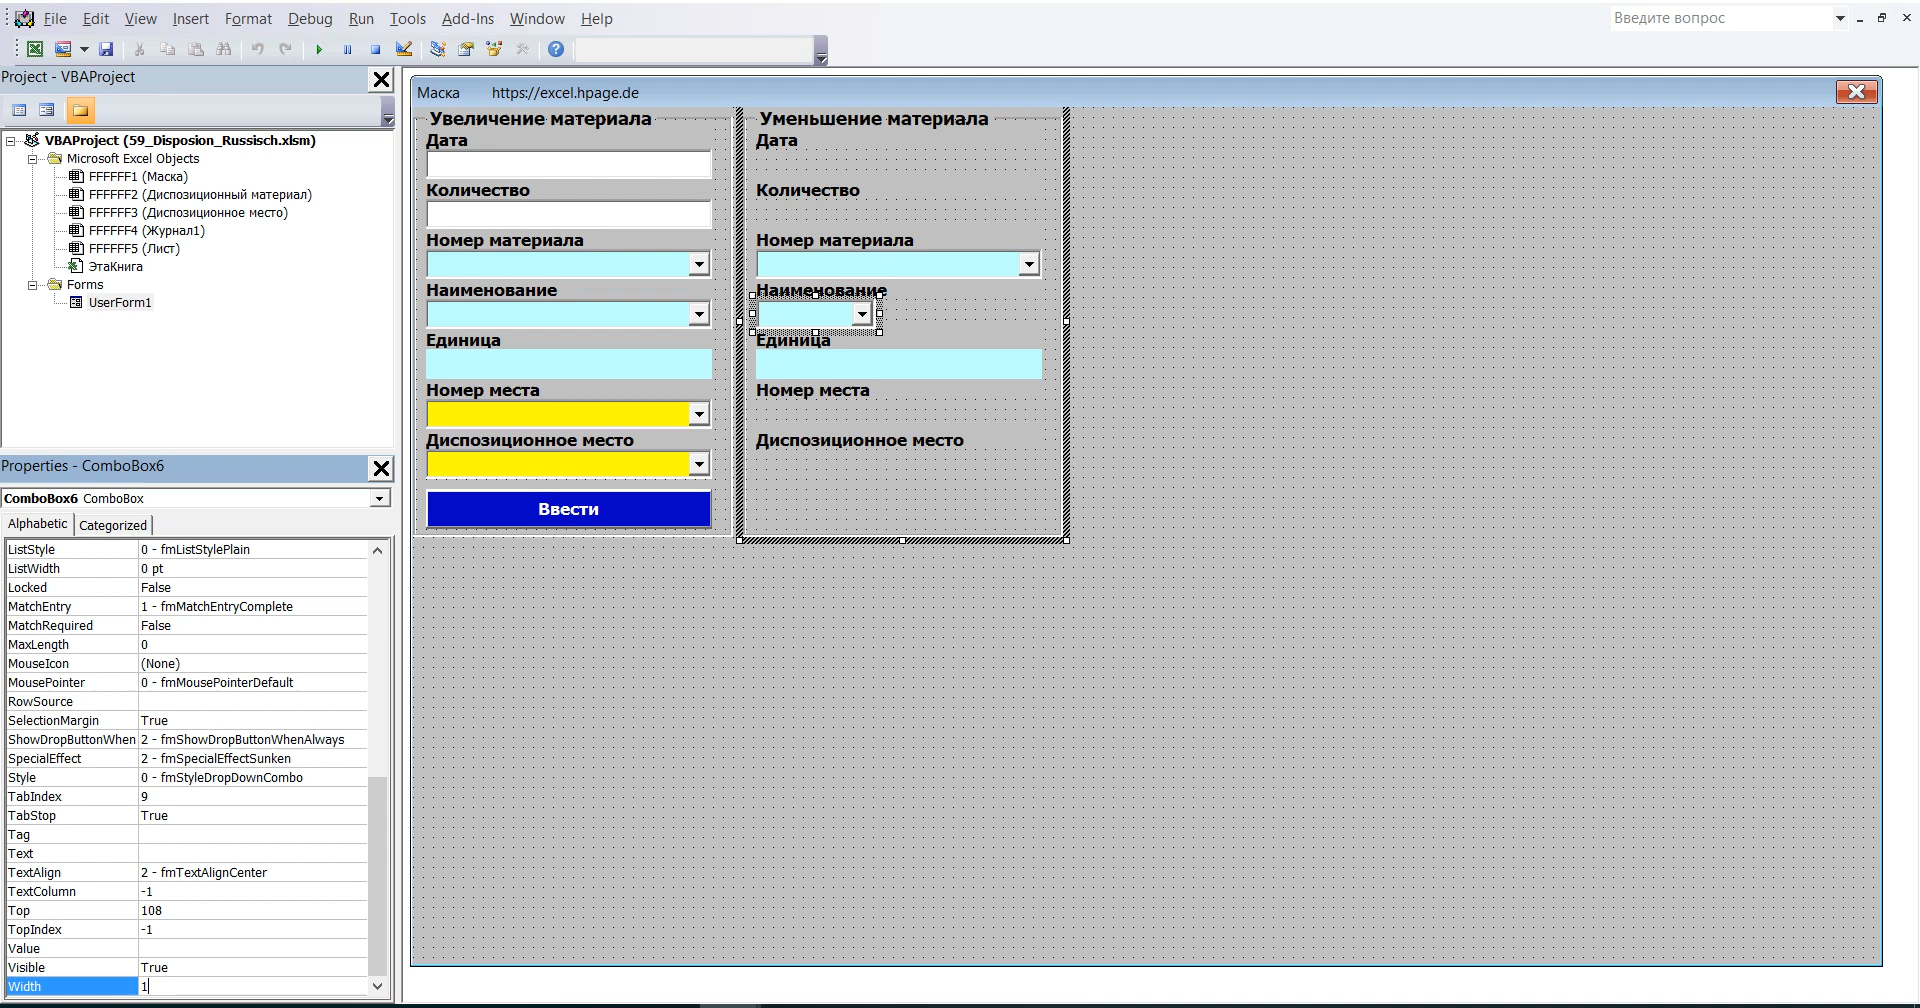 File Edit View Insert Format Debug Run Tools Add-Ins Window Help
Введите вопрос
Project - VBAProject
VBAProject (59_Disposion_Russisch.xlsm)
Microsoft Excel Objects
FFFFFF1 (Маска)
FFFFFF2 (Диспозиционный материал)
FFFFFF3 (Диспозиционное место)
FFFFFF4 (Журнал1)
FFFFFF5 (Лист)
ЭтаКнига
Forms
UserForm1
Properties - ComboBox6
ComboBox6 ComboBox
Alphabetic Categorized
ListStyle 0 - fmListStylePlain
ListWidth 0 pt
Locked False
MatchEntry 1 - fmMatchEntryComplete
MatchRequired False
MaxLength 0
MouseIcon (None)
MousePointer 0 - fmMousePointerDefault
RowSource
SelectionMargin True
ShowDropButtonWhen 2 - fmShowDropButtonWhenAlways
SpecialEffect 2 - fmSpecialEffectSunken
Style 0 - fmStyleDropDownCombo
TabIndex 9
TabStop True
Tag
Text
TextAlign 2 - fmTextAlignCenter
TextColumn -1
Top 108
TopIndex -1
Value
Visible True
Width 1
Маска https://excel.hpage.de
Увеличение материала
Дата
Количество
Номер материала
Наименование
Единица
Номер места
Диспозиционное место
Ввести
Уменьшение материала
Дата
Количество
Номер материала
Наименование
Единица
Номер места
Диспозиционное место